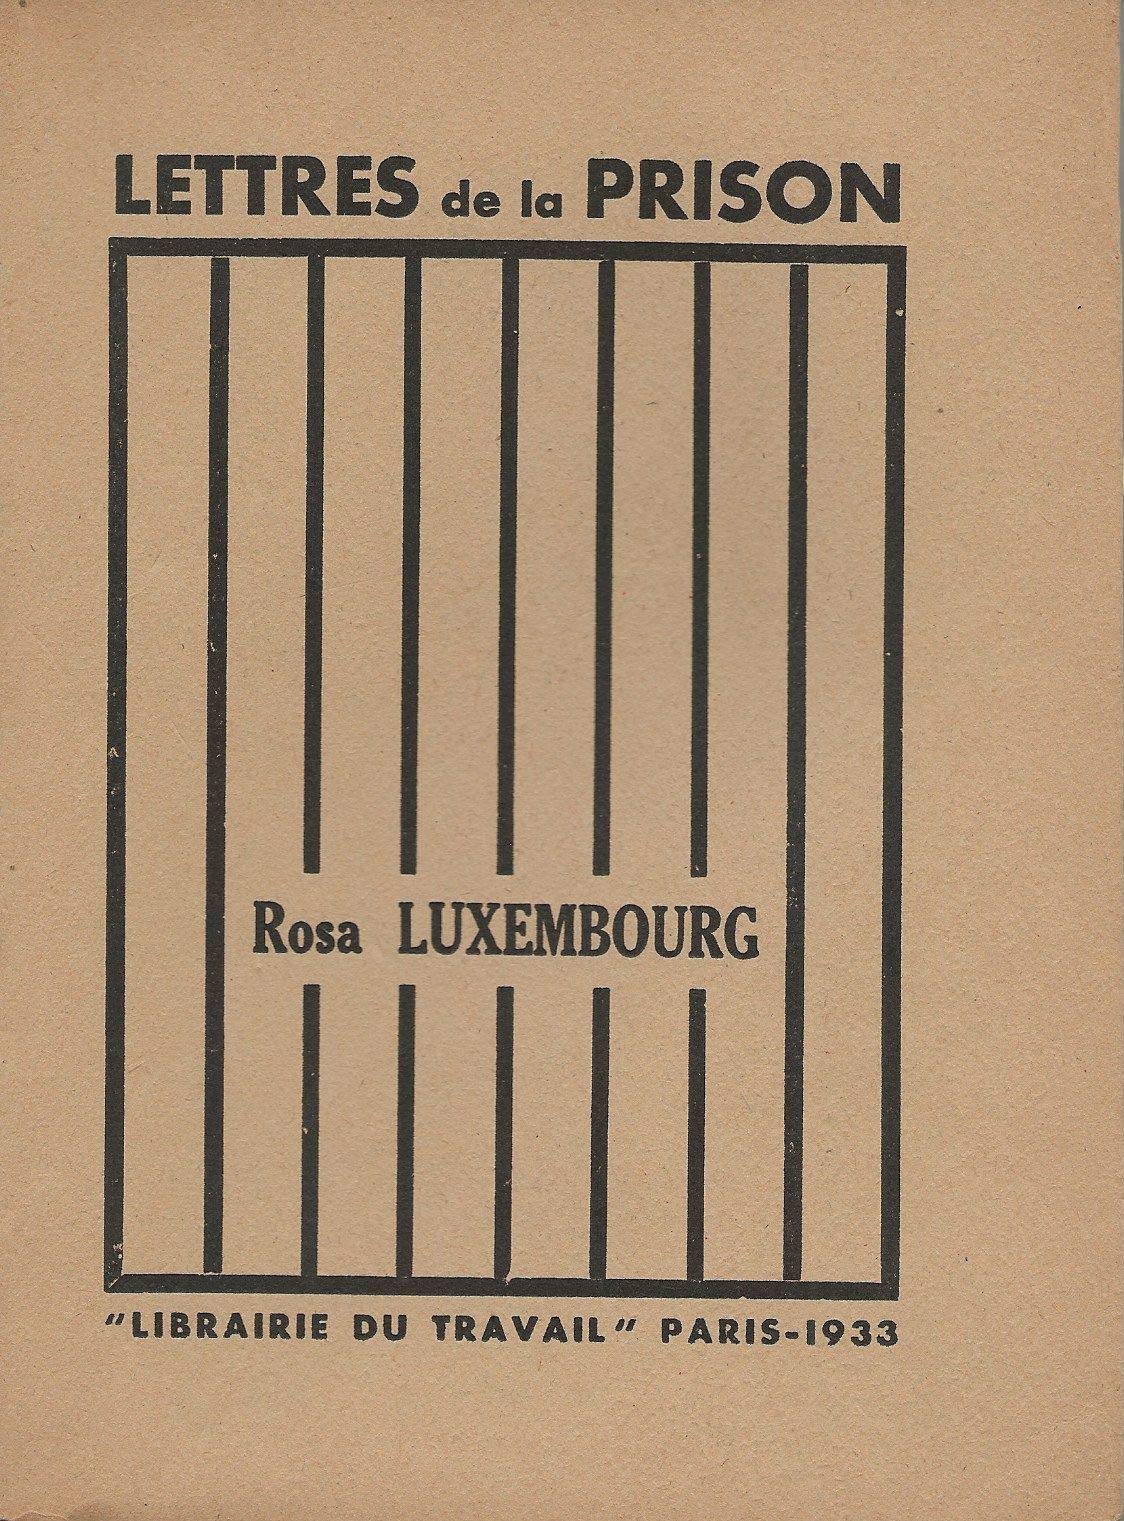 LETTRES de la PRISON
Rosa LUXEMBOURG
"LIBRAIRIE DU TRAVAIL" PARIS-1933